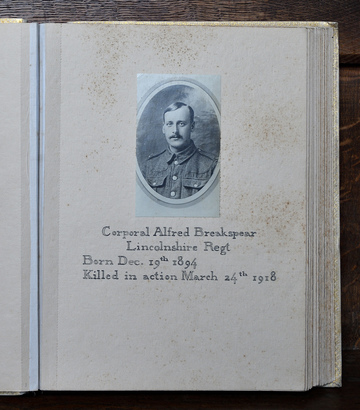 Corporal Alfred Breakspear
Lincolnshire Regt
Born Dec. 19th 1894
Killed in action March 24th 1918